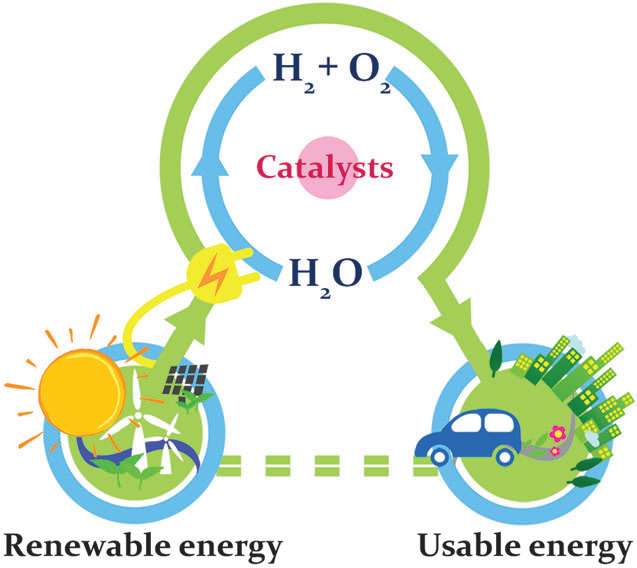 H₂ + O₂
Catalysts
H₂O
Renewable energy
Usable energy